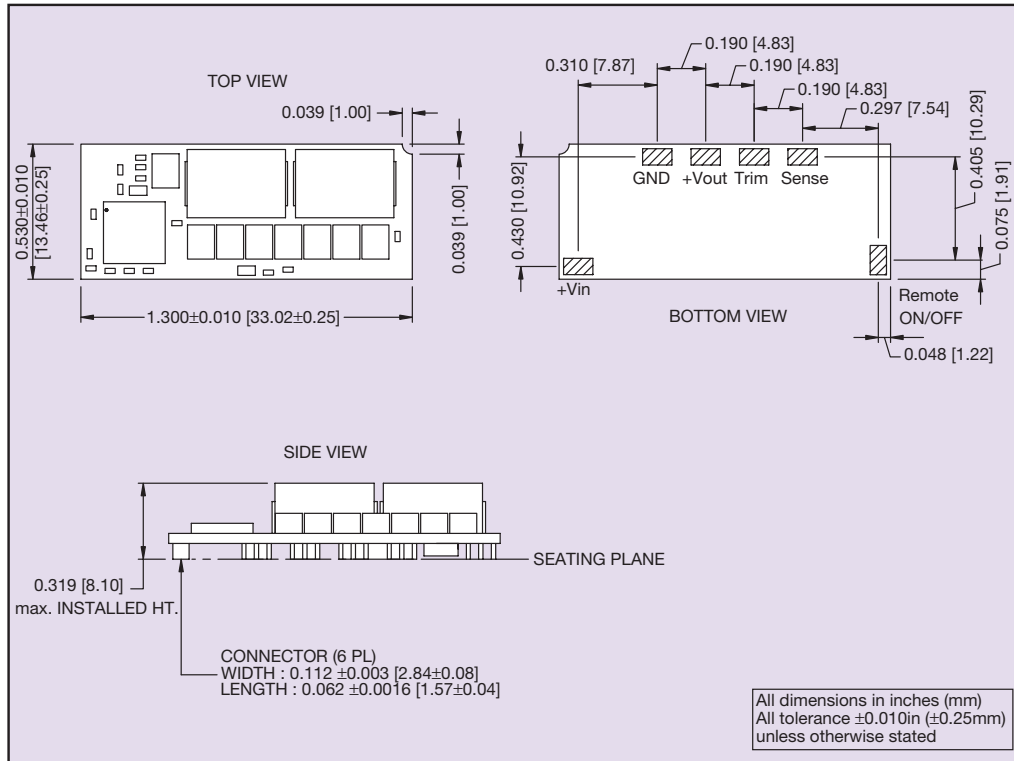 TOP VIEW
0.039 [1.00]
0.530±0.010
[13.46±0.25]
0.039 [1.00]
1.300±0.010 [33.02±0.25]
0.190 [4.83]
0.310 [7.87]
0.190 [4.83]
0.190 [4.83]
0.297 [7.54]
0.430 [10.92]
GND +Vout Trim Sense
0.405 [10.29]
0.075 [1.91]
+Vin
BOTTOM VIEW
Remote
ON/OFF
0.048 [1.22]
SIDE VIEW
SEATING PLANE
0.319 [8.10]
max. INSTALLED HT.
CONNECTOR (6 PL)
WIDTH : 0.112 ±0.003 [2.84±0.08]
LENGTH : 0.062 ±0.0016 [1.57±0.04]
All dimensions in inches (mm)
All tolerance ±0.010in (±0.25mm)
unless otherwise stated